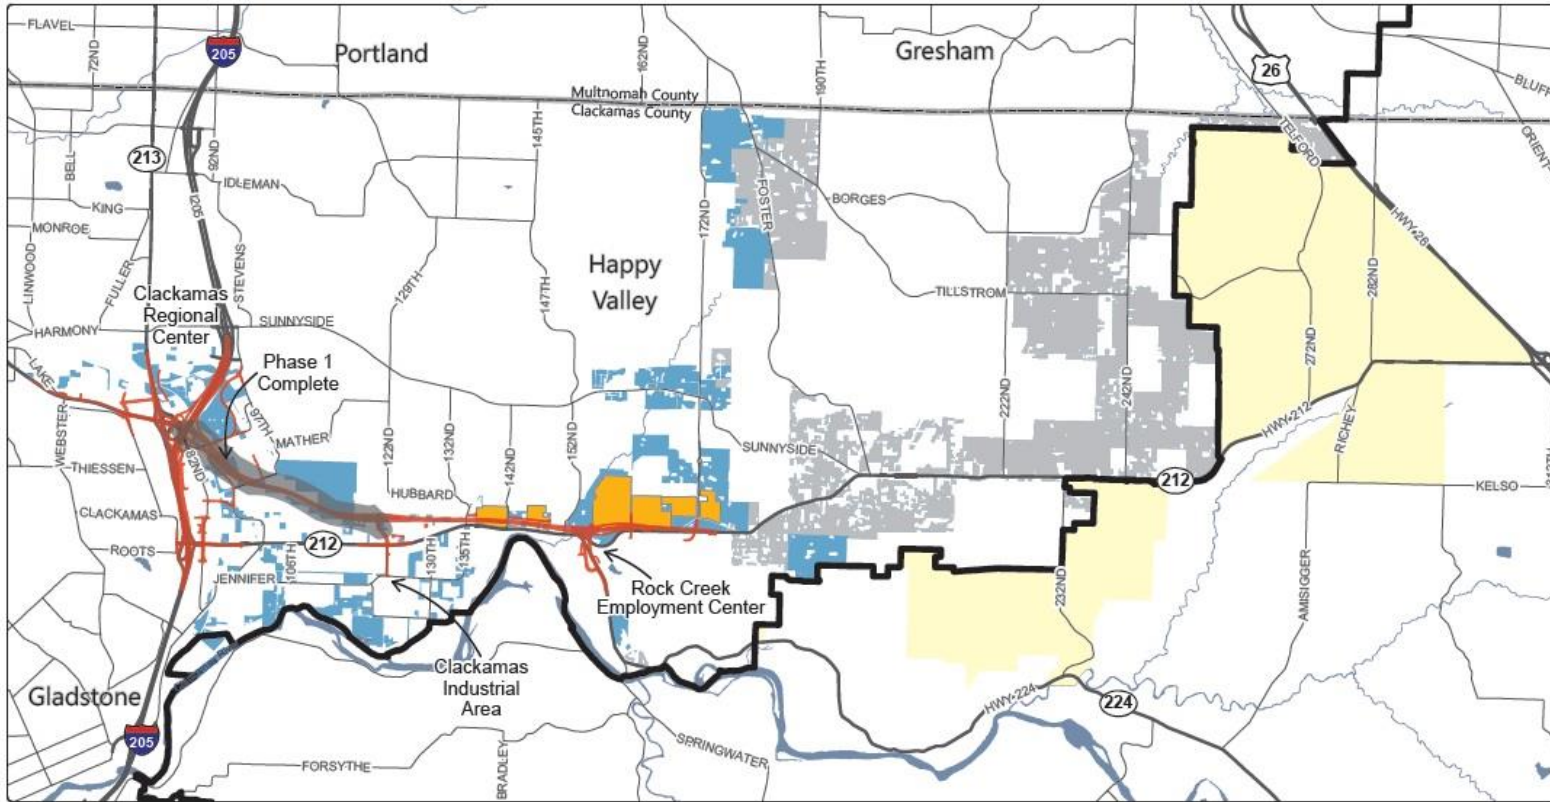 FLAVEL
72ND
205
Portland
162ND
190TH
Gresham
26
Multnomah County
Clackamas County
BLUFF
ORIENT
TELFORD
145TH
213
92ND
BELL
IDLEMAN
KING
MONROE
I205
172ND
FOSTER
BORGES
HWY-26
LINWOOD
FULLER
STEVENS
129TH
147TH
Happy
Valley
TILLSTROM
282ND
Clackamas
Regional
Center
HARMONY
SUNNYSIDE
272ND
LAKE
Phase 1
Complete
222ND
242ND
WEBSTER
97TH
MATHER
122ND
132ND
142ND
152ND
SUNNYSIDE
HWY-212
RICHEY
THIESSEN
82ND
HUBBARD
212
KELSO
312TH
CLACKAMAS
ROOTS
212
106TH
130TH
135TH
JENNIFER
Rock Creek
Employment Center
232ND
AMISIGGER
Clackamas
Industrial
Area
Gladstone
HWY-224
224
205
SPRINGWATER
FORSYTHE
BRADLEY